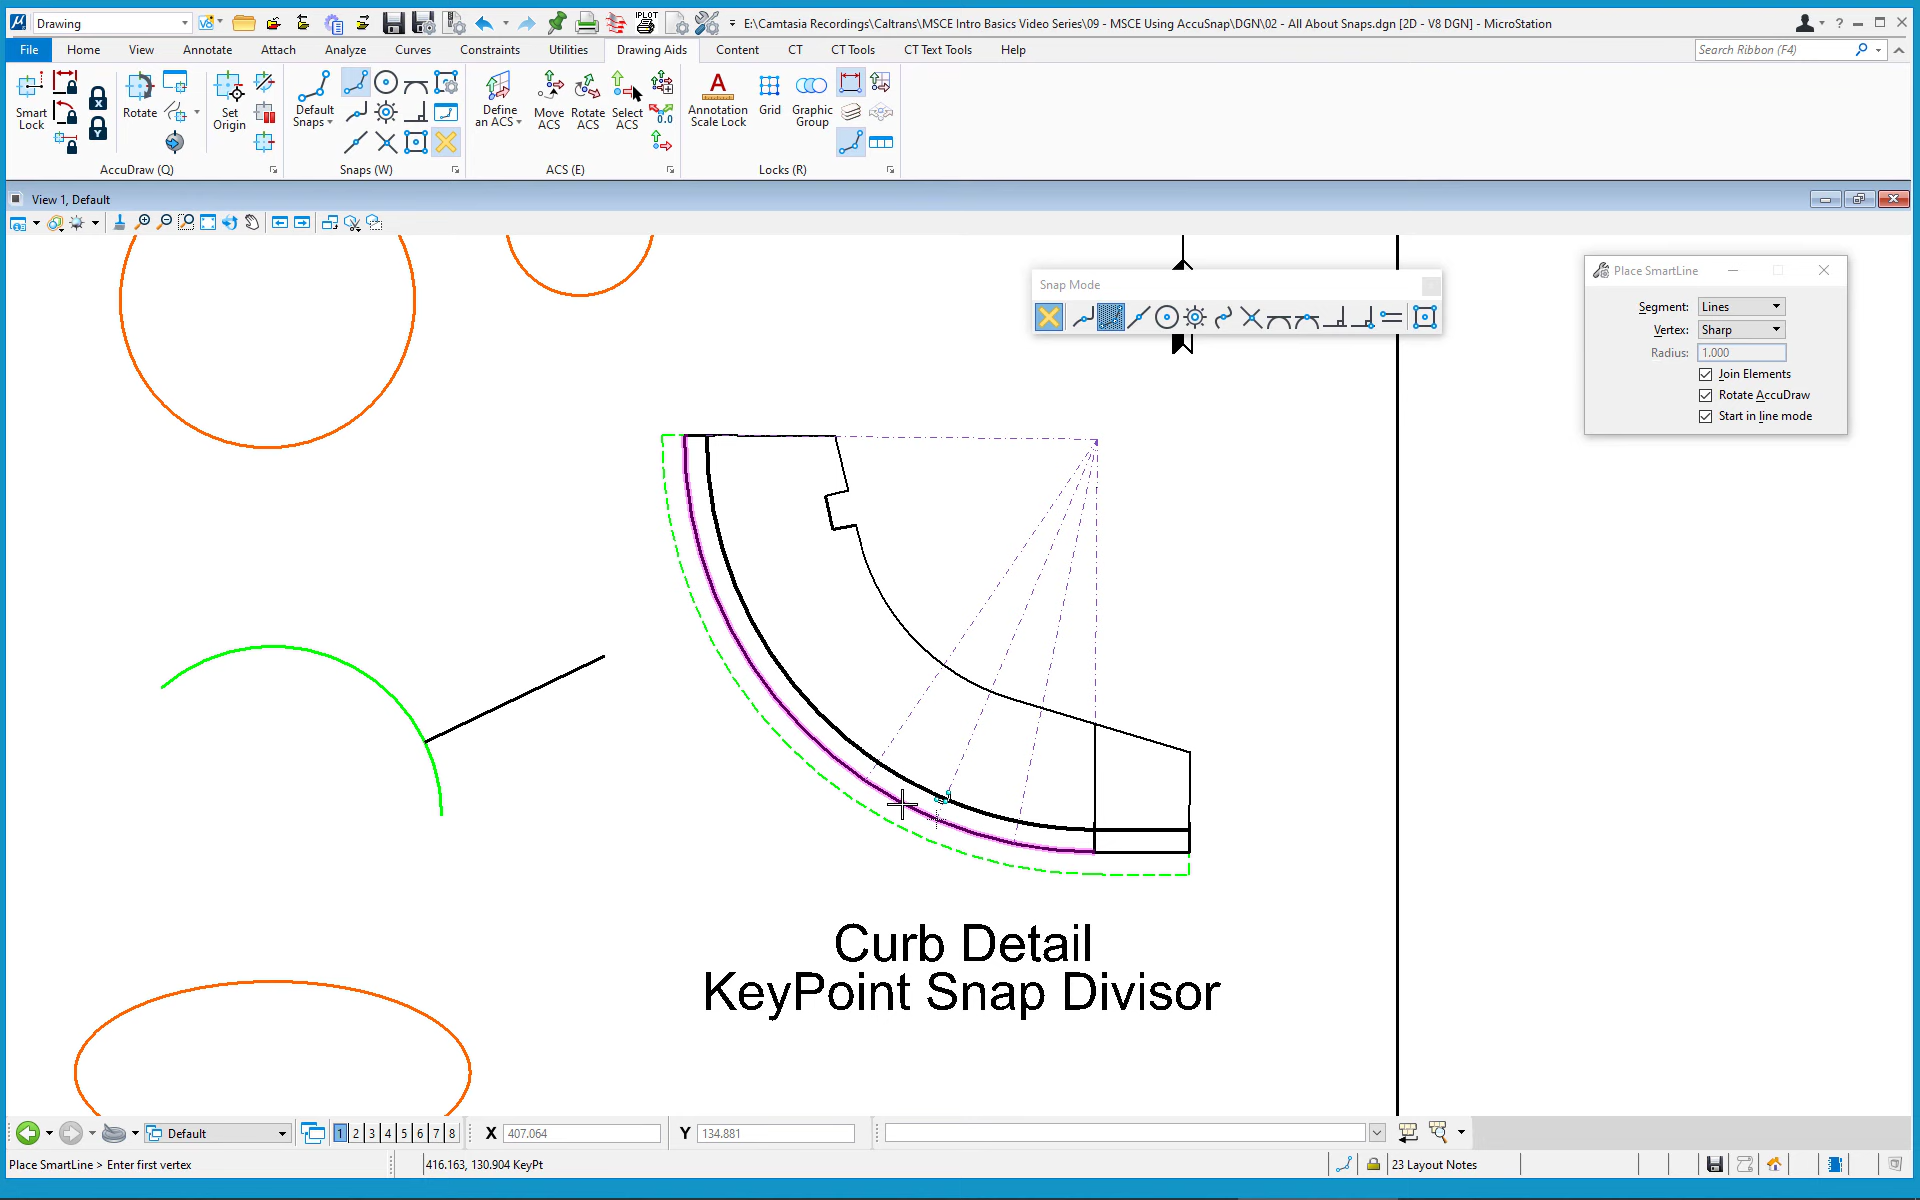 Drawing
E:\Camtasia Recordings\Caltrans\MSCE Intro Basics Video Series\09 - MSCE Using AccuSnap\DGN\02 - All About Snaps.dgn [2D - V8 DGN] - MicroStation
File Home View Annotate Attach Analyze Curves Constraints Utilities Drawing Aids Content CT CT Tools CT Text Tools Help
Search Ribbon (F4)
Smart Lock
Rotate
Set Origin
AccuDraw (Q)
Default Snaps
Snaps (W)
Define an ACS
Move ACS
Rotate ACS
Select ACS
ACS (E)
Annotation Scale Lock
Grid
Graphic Group
Locks (R)
View 1, Default
Snap Mode
Place SmartLine
Segment: Lines
Vertex: Sharp
Radius: 1.000
Join Elements
Rotate AccuDraw
Start in line mode
Curb Detail
KeyPoint Snap Divisor
Default
1 2 3 4 5 6 7 8
X 407.064
Y 134.881
Place SmartLine > Enter first vertex
416.163, 130.904 KeyPt
23 Layout Notes